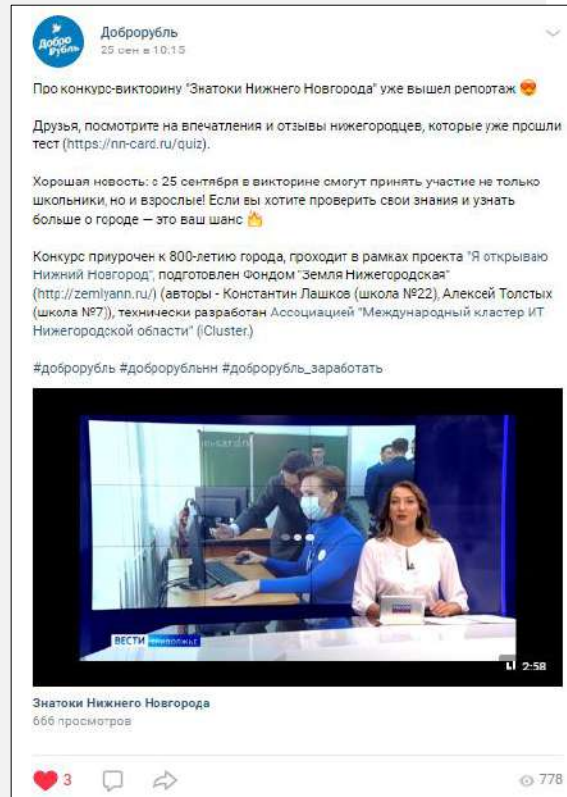 Добро
рубль
Доброрубль
25 сен в 10:15
Про конкурс-викторину "Знатоки Нижнего Новгорода" уже вышел репортаж 😍
Друзья, посмотрите на впечатления и отзывы нижегородцев, которые уже прошли
тест (https://nn-card.ru/quiz).
Хорошая новость: с 25 сентября в викторине смогут принять участие не только
школьники, но и взрослые! Если вы хотите проверить свои знания и узнать
больше о городе — это ваш шанс 🔥
Конкурс приурочен к 800-летию города, проходит в рамках проекта "Я открываю
Нижний Новгород", подготовлен Фондом "Земля Нижегородская"
(http://zemlyann.ru/) (авторы - Константин Лашков (школа №22), Алексей Толстых
(школа №7)), технически разработан Ассоциацией "Международный кластер ИТ
Нижегородской области" (iCluster.)
#доброрубль #доброрубльнн #доброрубль_заработать
ВЕСТИ ПРИВОЛЖЬЕ
2:58
Знатоки Нижнего Новгорода
666 просмотров
3
778